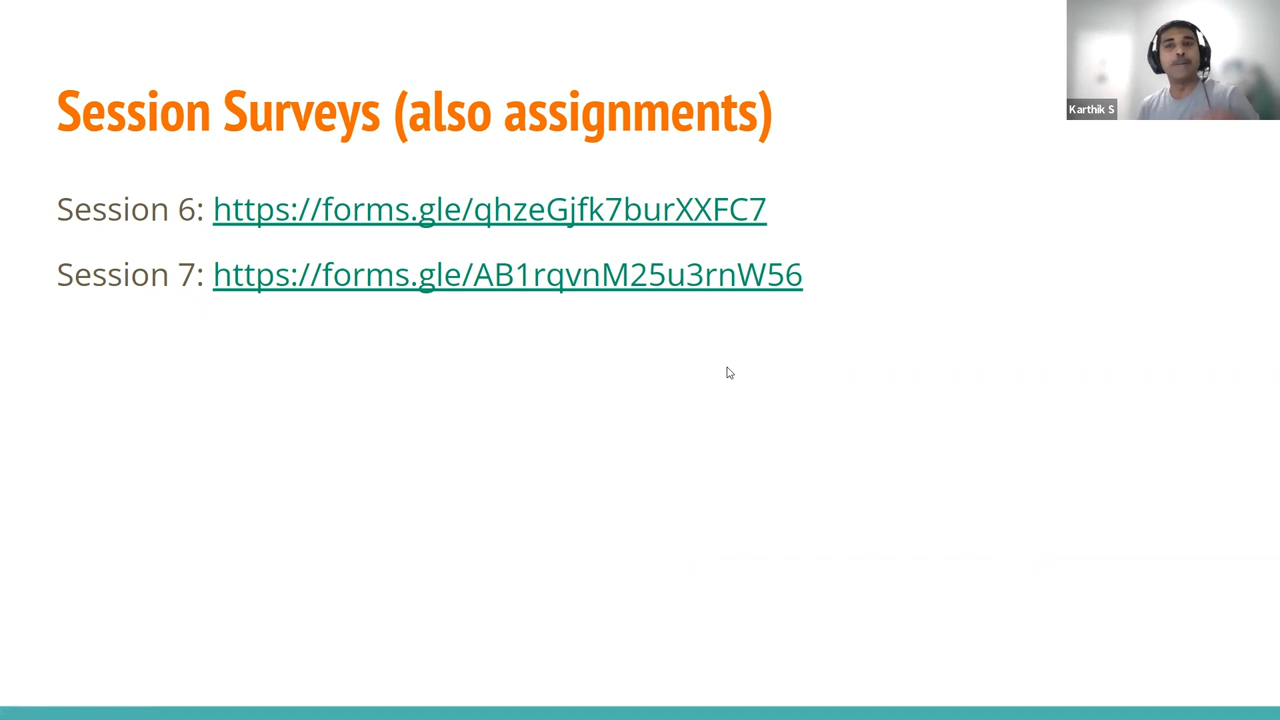 Session Surveys (also assignments)
Session 6: https://forms.gle/qhzeGjfk7burXXFC7
Session 7: https://forms.gle/AB1rqvnM25u3rnW56
Karthik S